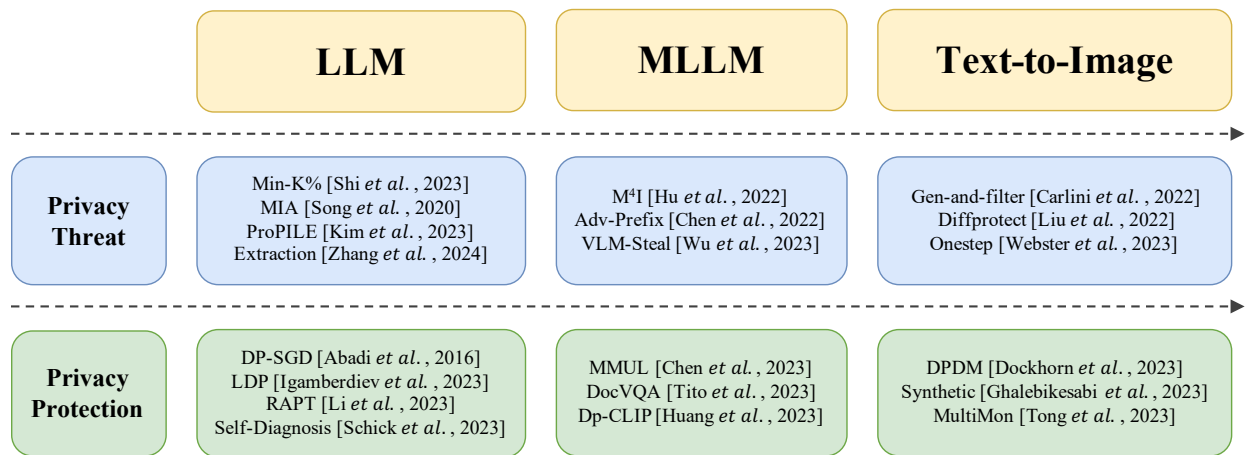 LLM
MLLM
Text-to-Image
Privacy
Threat
Min-K% [Shi et al. , 2023]
MIA [Song et al. , 2020]
ProPILE [Kim et al. , 2023]
Extraction [Zhang et al. , 2024]
M⁴I [Hu et al. , 2022]
Adv-Prefix [Chen et al. , 2022]
VLM-Steal [Wu et al. , 2023]
Gen-and-filter [Carlini et al. , 2022]
Diffprotect [Liu et al. , 2022]
Onestep [Webster et al. , 2023]
Privacy
Protection
DP-SGD [Abadi et al. , 2016]
LDP [Igamberdiev et al. , 2023]
RAPT [Li et al. , 2023]
Self-Diagnosis [Schick et al. , 2023]
MMUL [Chen et al. , 2023]
DocVQA [Tito et al. , 2023]
Dp-CLIP [Huang et al. , 2023]
DPDM [Dockhorn et al. , 2023]
Synthetic [Ghalebikesabi et al. , 2023]
MultiMon [Tong et al. , 2023]